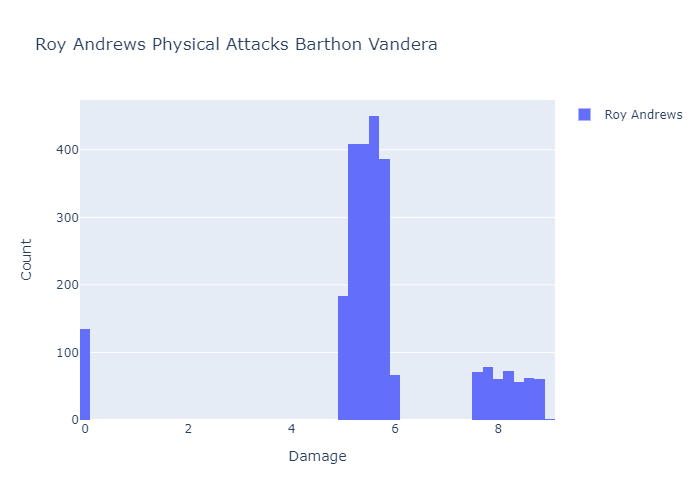 Roy Andrews Physical Attacks Barthon Vandera
Roy Andrews
400
300
200
100
0
Count
0 2 4 6 8
Damage